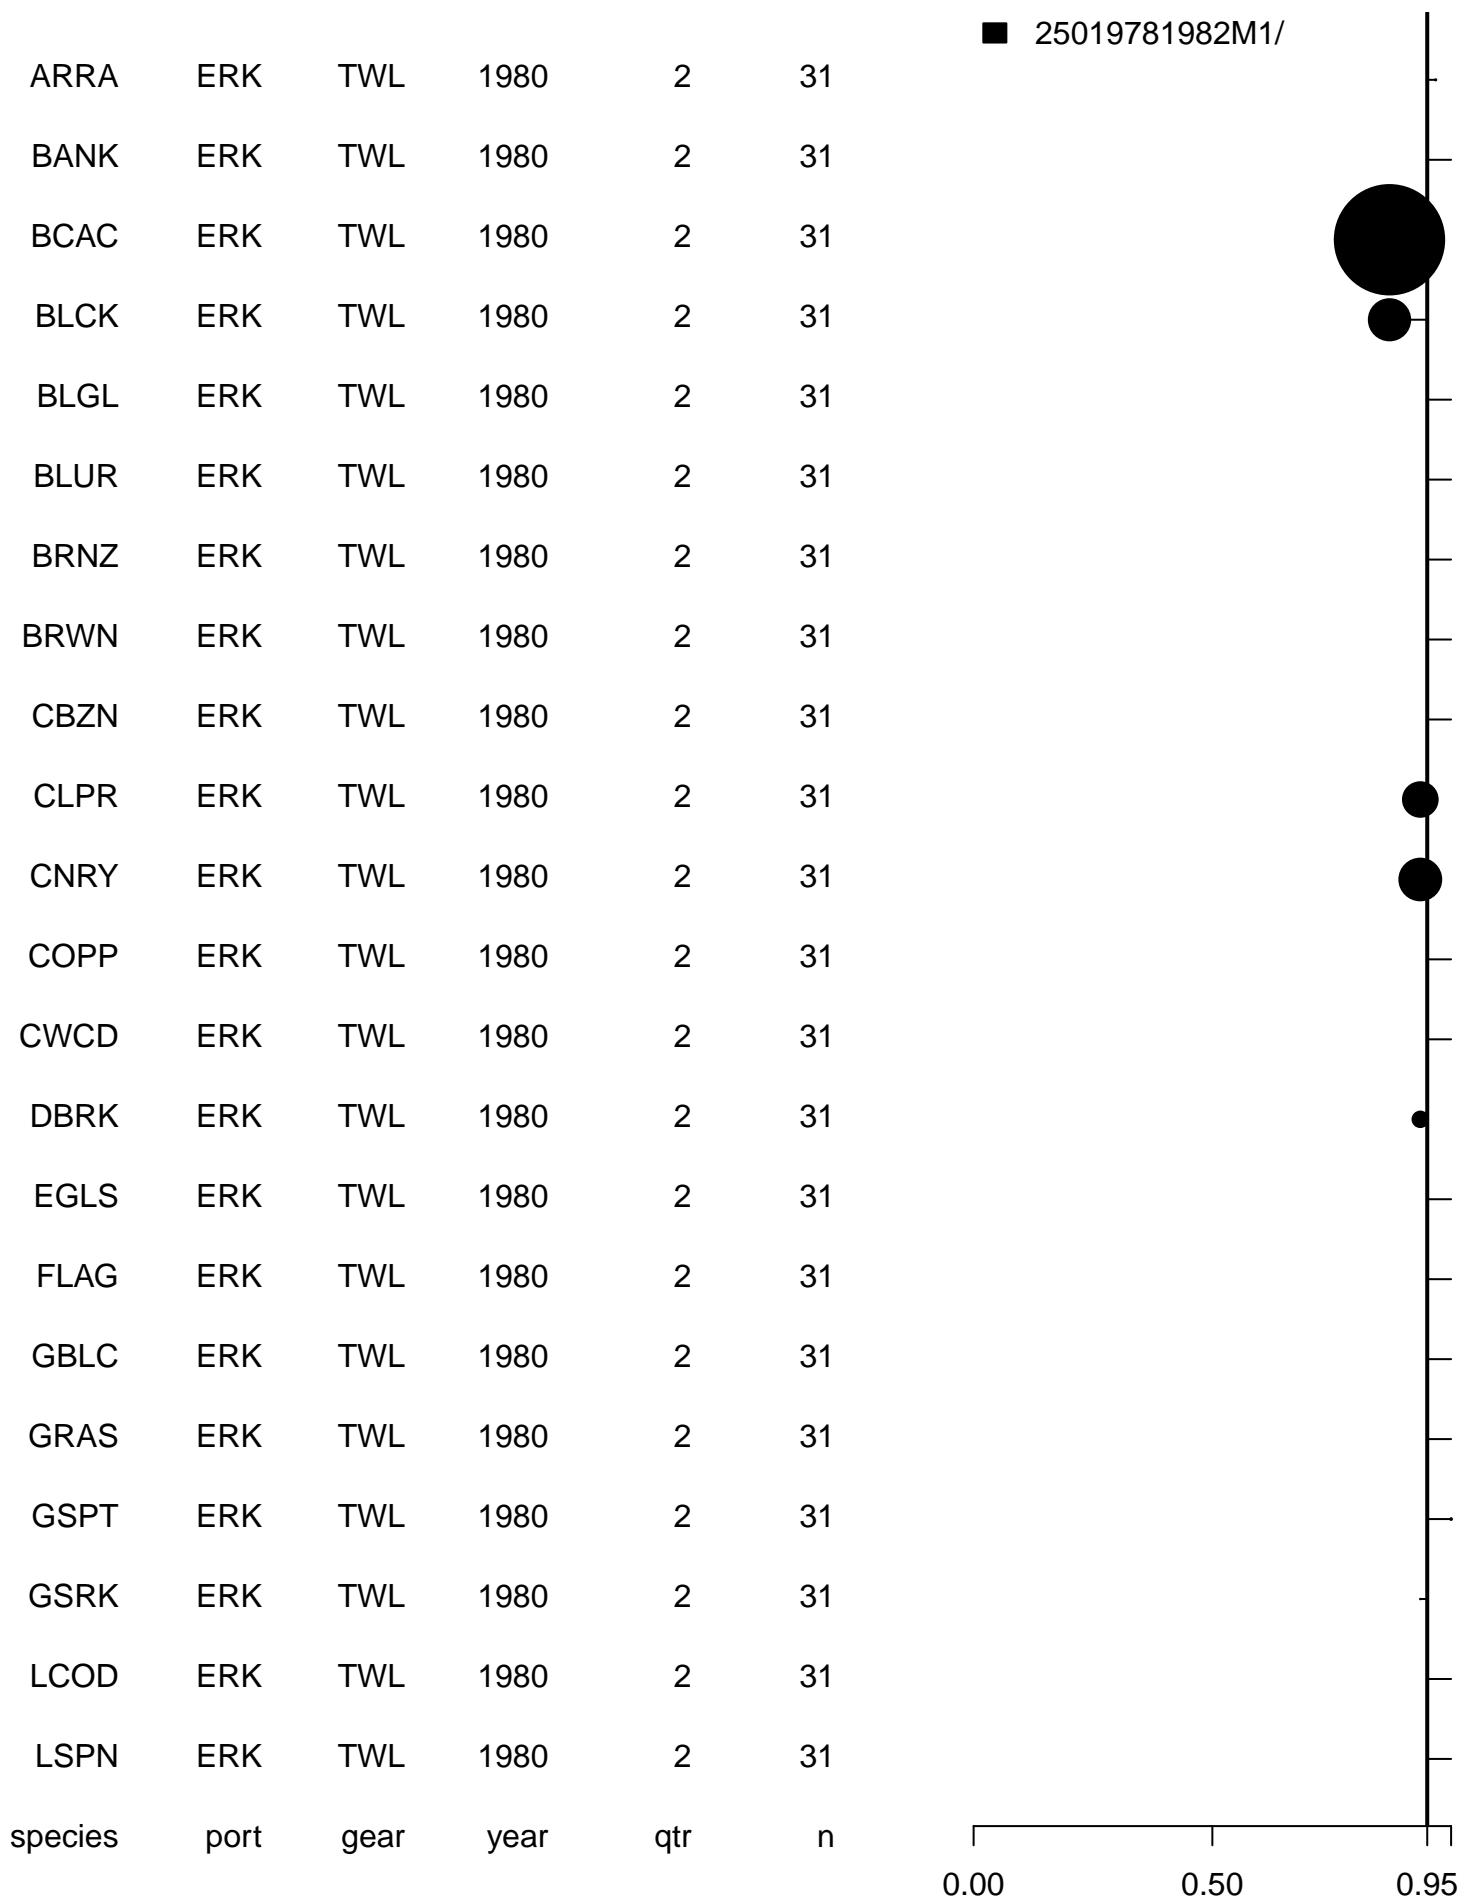 25019781982M1/
ARRA ERK TWL 1980 2 31
BANK ERK TWL 1980 2 31
BCAC ERK TWL 1980 2 31
BLCK ERK TWL 1980 2 31
BLGL ERK TWL 1980 2 31
BLUR ERK TWL 1980 2 31
BRNZ ERK TWL 1980 2 31
BRWN ERK TWL 1980 2 31
CBZN ERK TWL 1980 2 31
CLPR ERK TWL 1980 2 31
CNRY ERK TWL 1980 2 31
COPP ERK TWL 1980 2 31
CWCD ERK TWL 1980 2 31
DBRK ERK TWL 1980 2 31
EGLS ERK TWL 1980 2 31
FLAG ERK TWL 1980 2 31
GBLC ERK TWL 1980 2 31
GRAS ERK TWL 1980 2 31
GSPT ERK TWL 1980 2 31
GSRK ERK TWL 1980 2 31
LCOD ERK TWL 1980 2 31
LSPN ERK TWL 1980 2 31
species port gear year qtr n
0.00 0.50 0.95